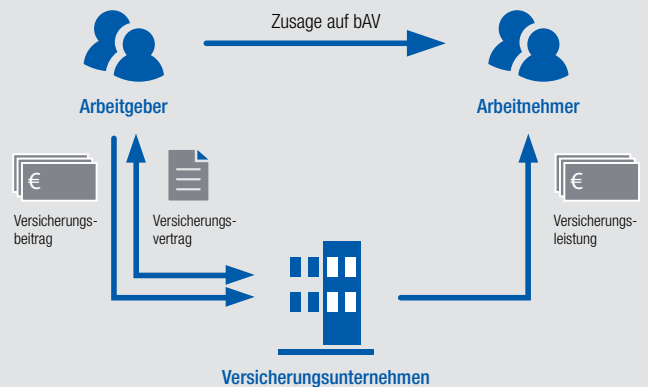 Zusage auf bAV
Arbeitgeber
Arbeitnehmer
€
Versicherungs-
beitrag
Versicherungs-
vertrag
€
Versicherungs-
leistung
Versicherungsunternehmen